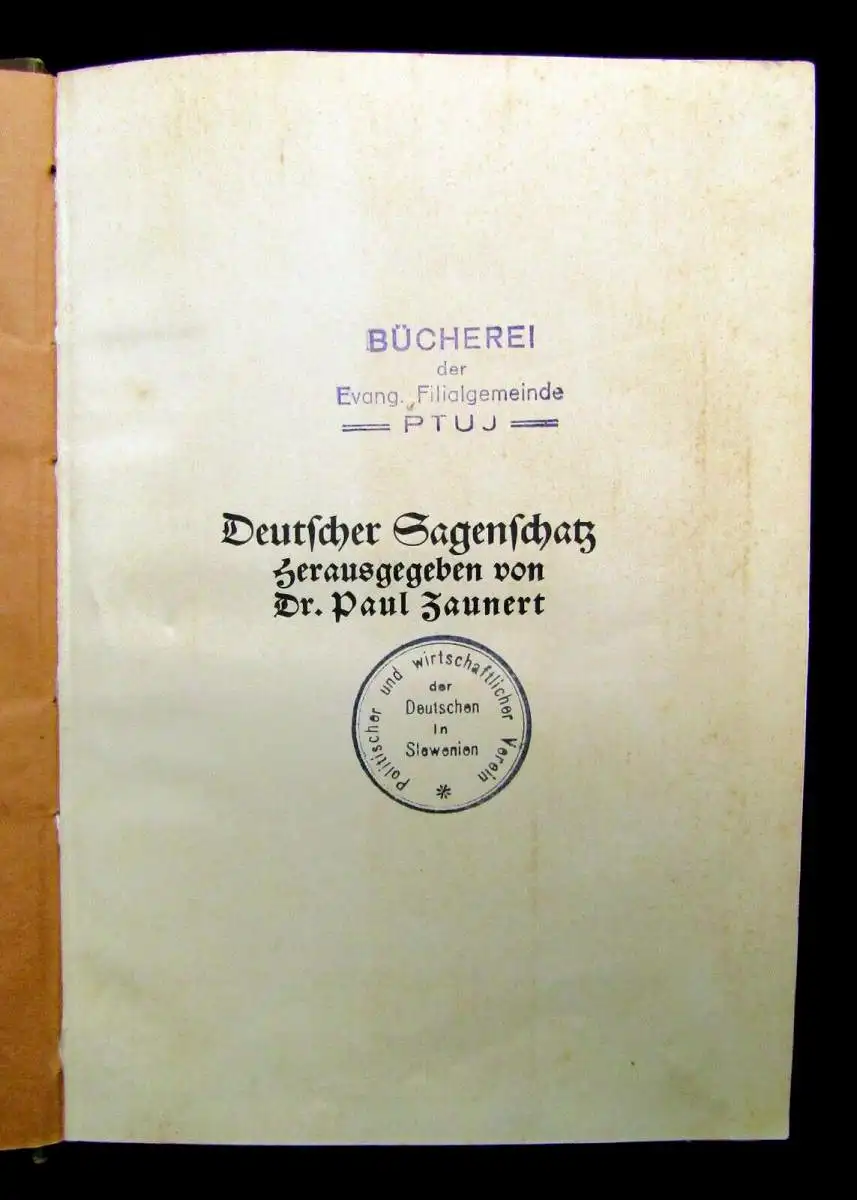 BÜCHEREI
der
Evang. Filialgemeinde
PTUJ
Deutscher Sagenschatz
Herausgegeben von
Dr. Paul Zaunert
Politischer und wirtschaftlicher Verein
der
Deutschen
in
Slowenien
*